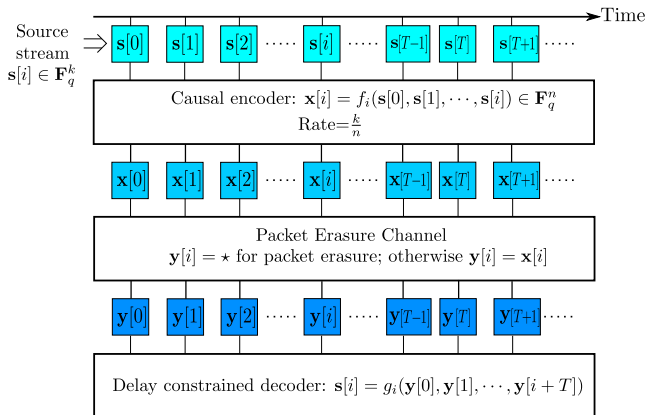 Time
Source
stream
s[i] ∈ F_q^k
s[0] s[1] s[2] ····· s[i] ····· s[T−1] s[T] s[T+1] ·····
Causal encoder: x[i] = f_i(s[0], s[1], ··· , s[i]) ∈ F_q^n
Rate=k/n
x[0] x[1] x[2] ····· x[i] ····· x[T−1] x[T] x[T+1] ·····
Packet Erasure Channel
y[i] = ⋆ for packet erasure; otherwise y[i] = x[i]
y[0] y[1] y[2] ····· y[i] ····· y[T−1] y[T] y[T+1] ·····
Delay constrained decoder: s[i] = g_i(y[0], y[1], ··· , y[i + T])